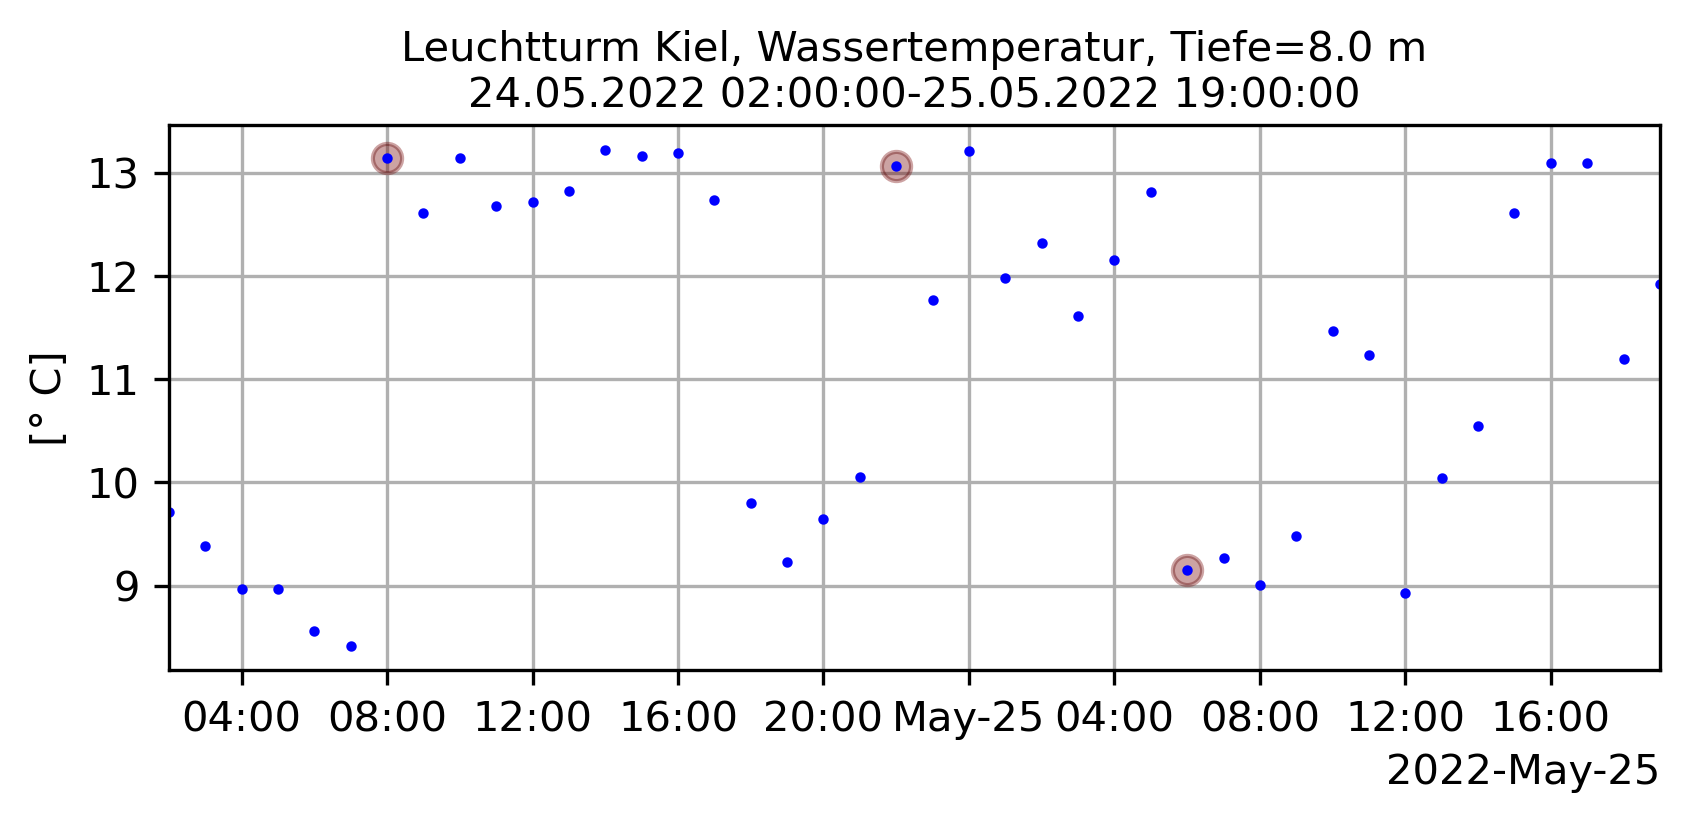 Leuchtturm Kiel, Wassertemperatur, Tiefe=8.0 m
24.05.2022 02:00:00-25.05.2022 19:00:00
[° C]
13
12
11
10
9
04:00 08:00 12:00 16:00 20:00 May-25 04:00 08:00 12:00 16:00
2022-May-25